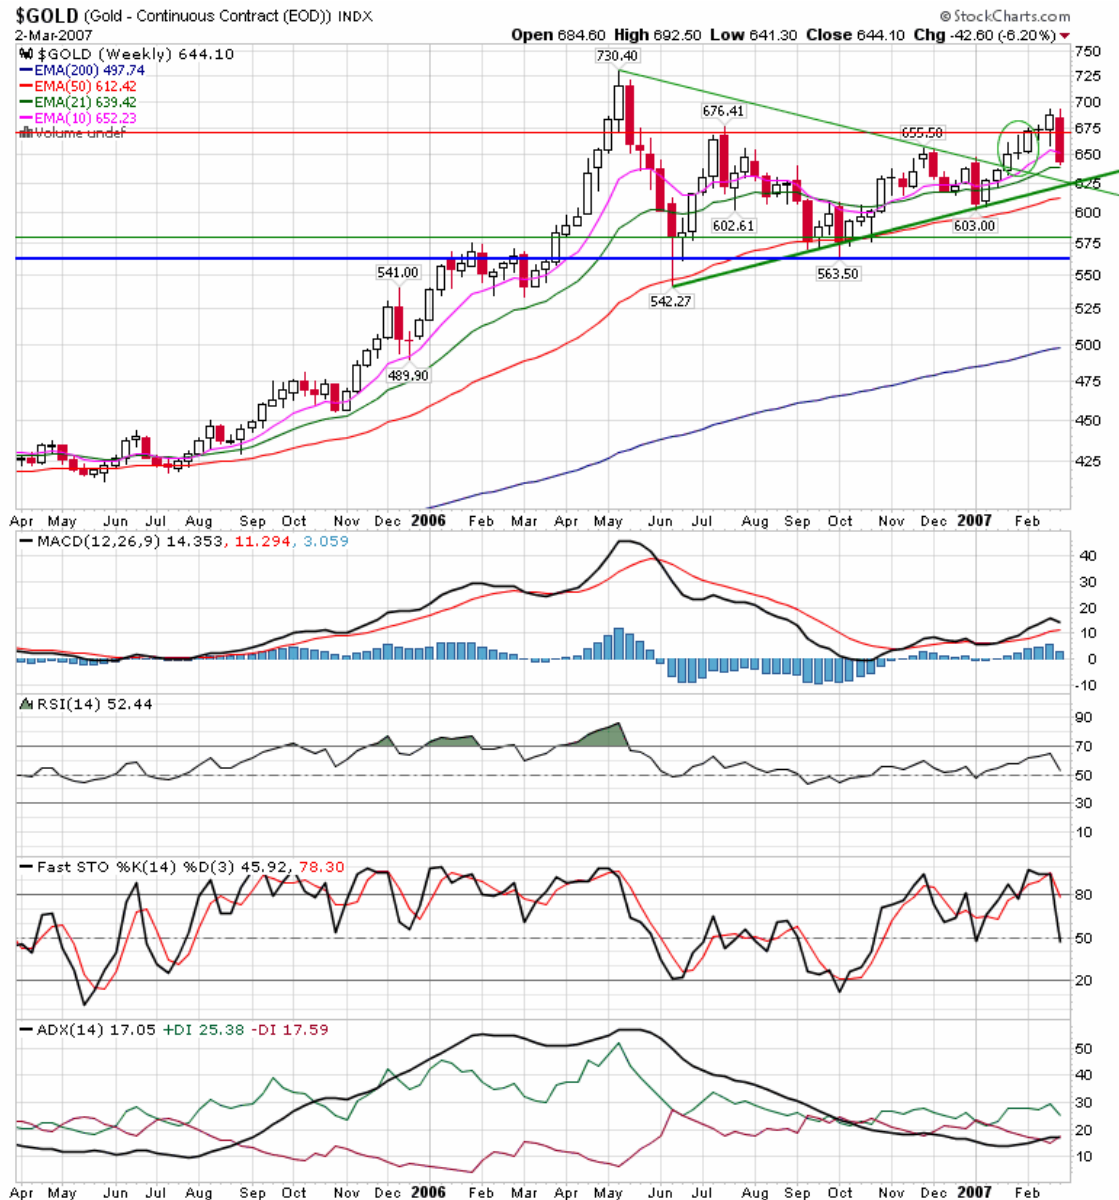 $GOLD (Gold - Continuous Contract (EOD)) INDX
© StockCharts.com
2-Mar-2007
Open 684.60 High 692.50 Low 641.30 Close 644.10 Chg -42.60 (-6.20%)
$GOLD (Weekly) 644.10
EMA(200) 497.74
EMA(50) 612.42
EMA(21) 639.42
EMA(10) 652.23
Volume undef
730.40
676.41
655.50
602.61
603.00
541.00
563.50
542.27
489.90
750
725
700
675
650
625
600
575
550
525
500
475
450
425
Apr May Jun Jul Aug Sep Oct Nov Dec 2006 Feb Mar Apr May Jun Jul Aug Sep Oct Nov Dec 2007 Feb
MACD(12,26,9) 14.353, 11.294, 3.059
40
30
20
10
0
-10
RSI(14) 52.44
90
70
50
30
10
Fast STO %K(14) %D(3) 45.92, 78.30
80
50
20
ADX(14) 17.05 +DI 25.38 -DI 17.59
50
40
30
20
10
Apr May Jun Jul Aug Sep Oct Nov Dec 2006 Feb Mar Apr May Jun Jul Aug Sep Oct Nov Dec 2007 Feb